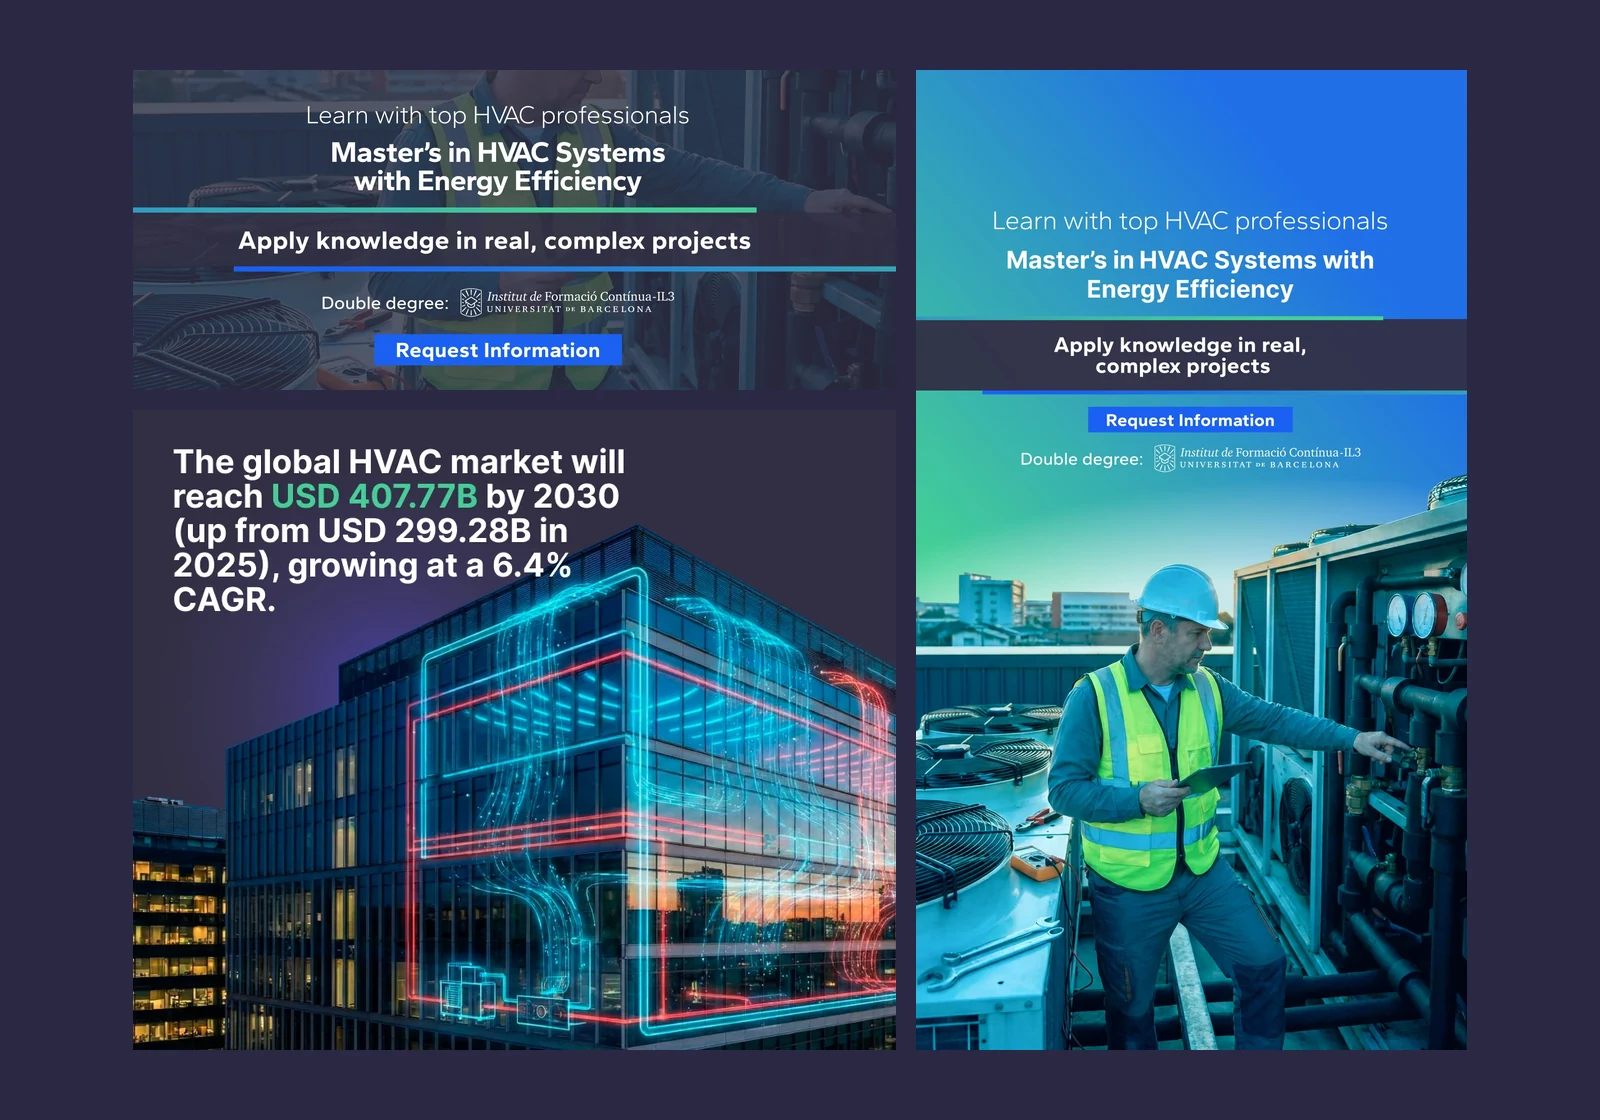 Learn with top HVAC professionals
Master's in HVAC Systems
with Energy Efficiency
Apply knowledge in real, complex projects
Double degree:
Institut de Formació Contínua-IL3
UNIVERSITAT DE BARCELONA
Request Information
The global HVAC market will
reach USD 407.77B by 2030
(up from USD 299.28B in
2025), growing at a 6.4%
CAGR.
Learn with top HVAC professionals
Master's in HVAC Systems with
Energy Efficiency
Apply knowledge in real,
complex projects
Request Information
Double degree:
Institut de Formació Contínua-IL3
UNIVERSITAT DE BARCELONA